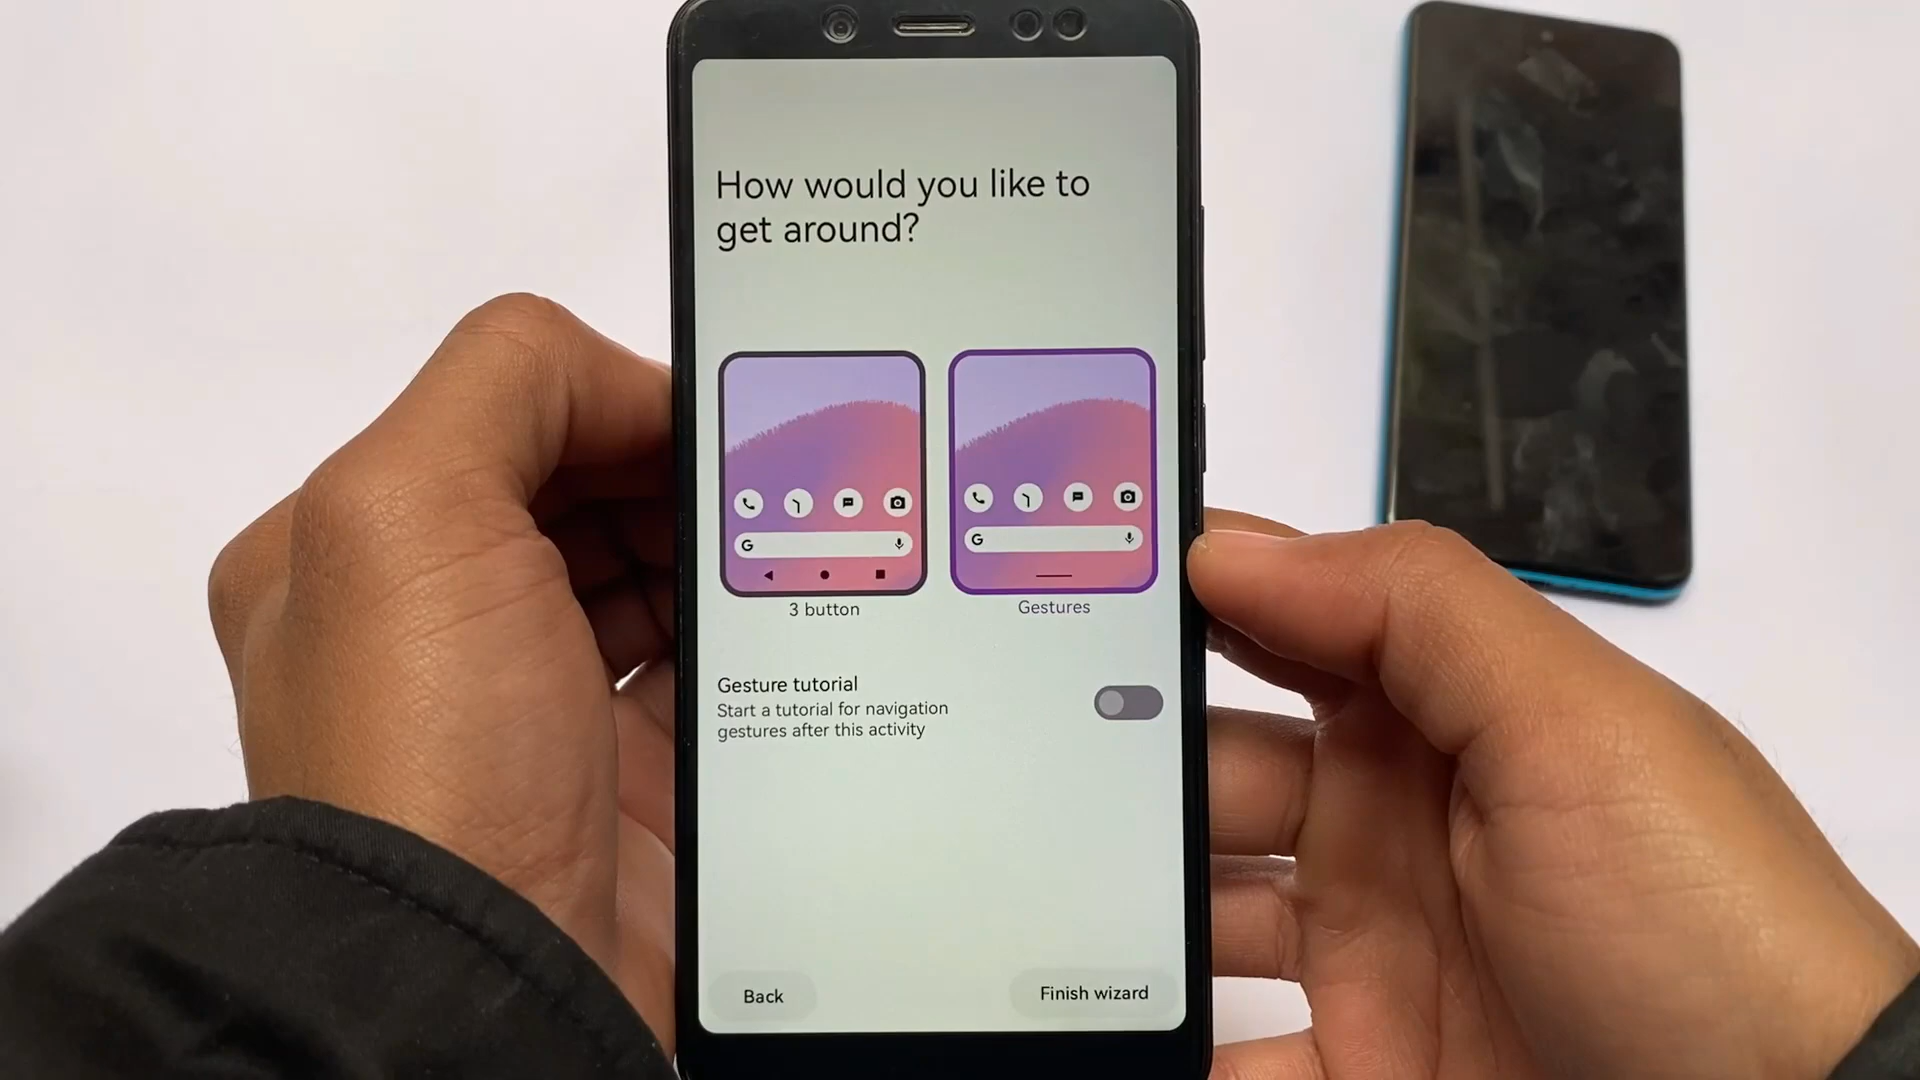 How would you like to
get around?
G
G
3 button
Gestures
Gesture tutorial
Start a tutorial for navigation
gestures after this activity
Back
Finish wizard